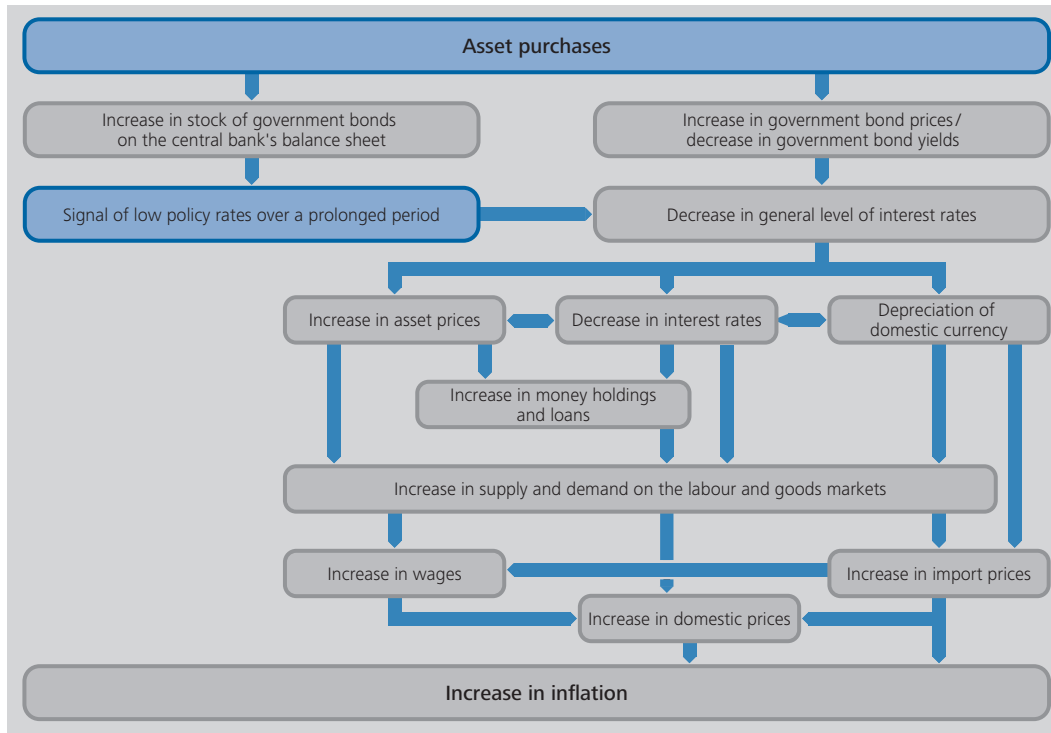 Asset purchases
Increase in stock of government bonds
on the central bank's balance sheet
Increase in government bond prices/
decrease in government bond yields
Signal of low policy rates over a prolonged period
Decrease in general level of interest rates
Increase in asset prices
Decrease in interest rates
Depreciation of
domestic currency
Increase in money holdings
and loans
Increase in supply and demand on the labour and goods markets
Increase in wages
Increase in import prices
Increase in domestic prices
Increase in inflation